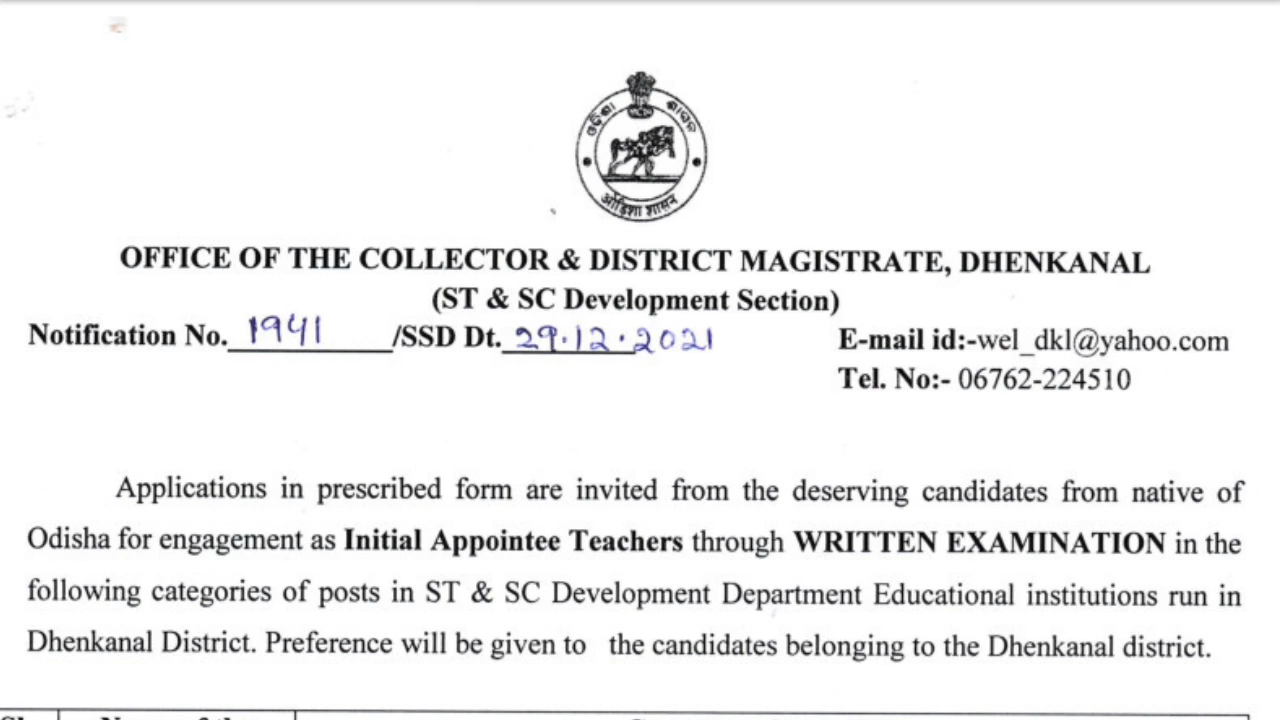 ଓଡ଼ିଶା ଶାସନ
ओड़िशा शासन
OFFICE OF THE COLLECTOR & DISTRICT MAGISTRATE, DHENKANAL
(ST & SC Development Section)
Notification No. 1941 /SSD Dt. 29.12.2021 E-mail id:-wel_dkl@yahoo.com
Tel. No:- 06762-224510
Applications in prescribed form are invited from the deserving candidates from native of
Odisha for engagement as Initial Appointee Teachers through WRITTEN EXAMINATION in the
following categories of posts in ST & SC Development Department Educational institutions run in
Dhenkanal District. Preference will be given to the candidates belonging to the Dhenkanal district.